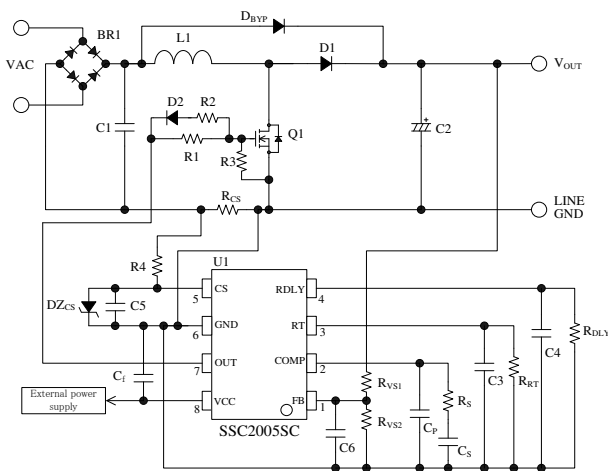 DBYP
BR1
L1
D1
VOUT
VAC
D2
R2
C1
R1
Q1
C2
R3
RCS
LINE
GND
R4
U1
CS
RDLY
5
4
DZCS
C5
GND
RT
6
3
C4
RDLY
OUT
COMP
7
2
Cf
RVS1
C3
RRT
RS
External power
supply
VCC
FB
8
1
RVS2
CP
SSC2005SC
C6
CS